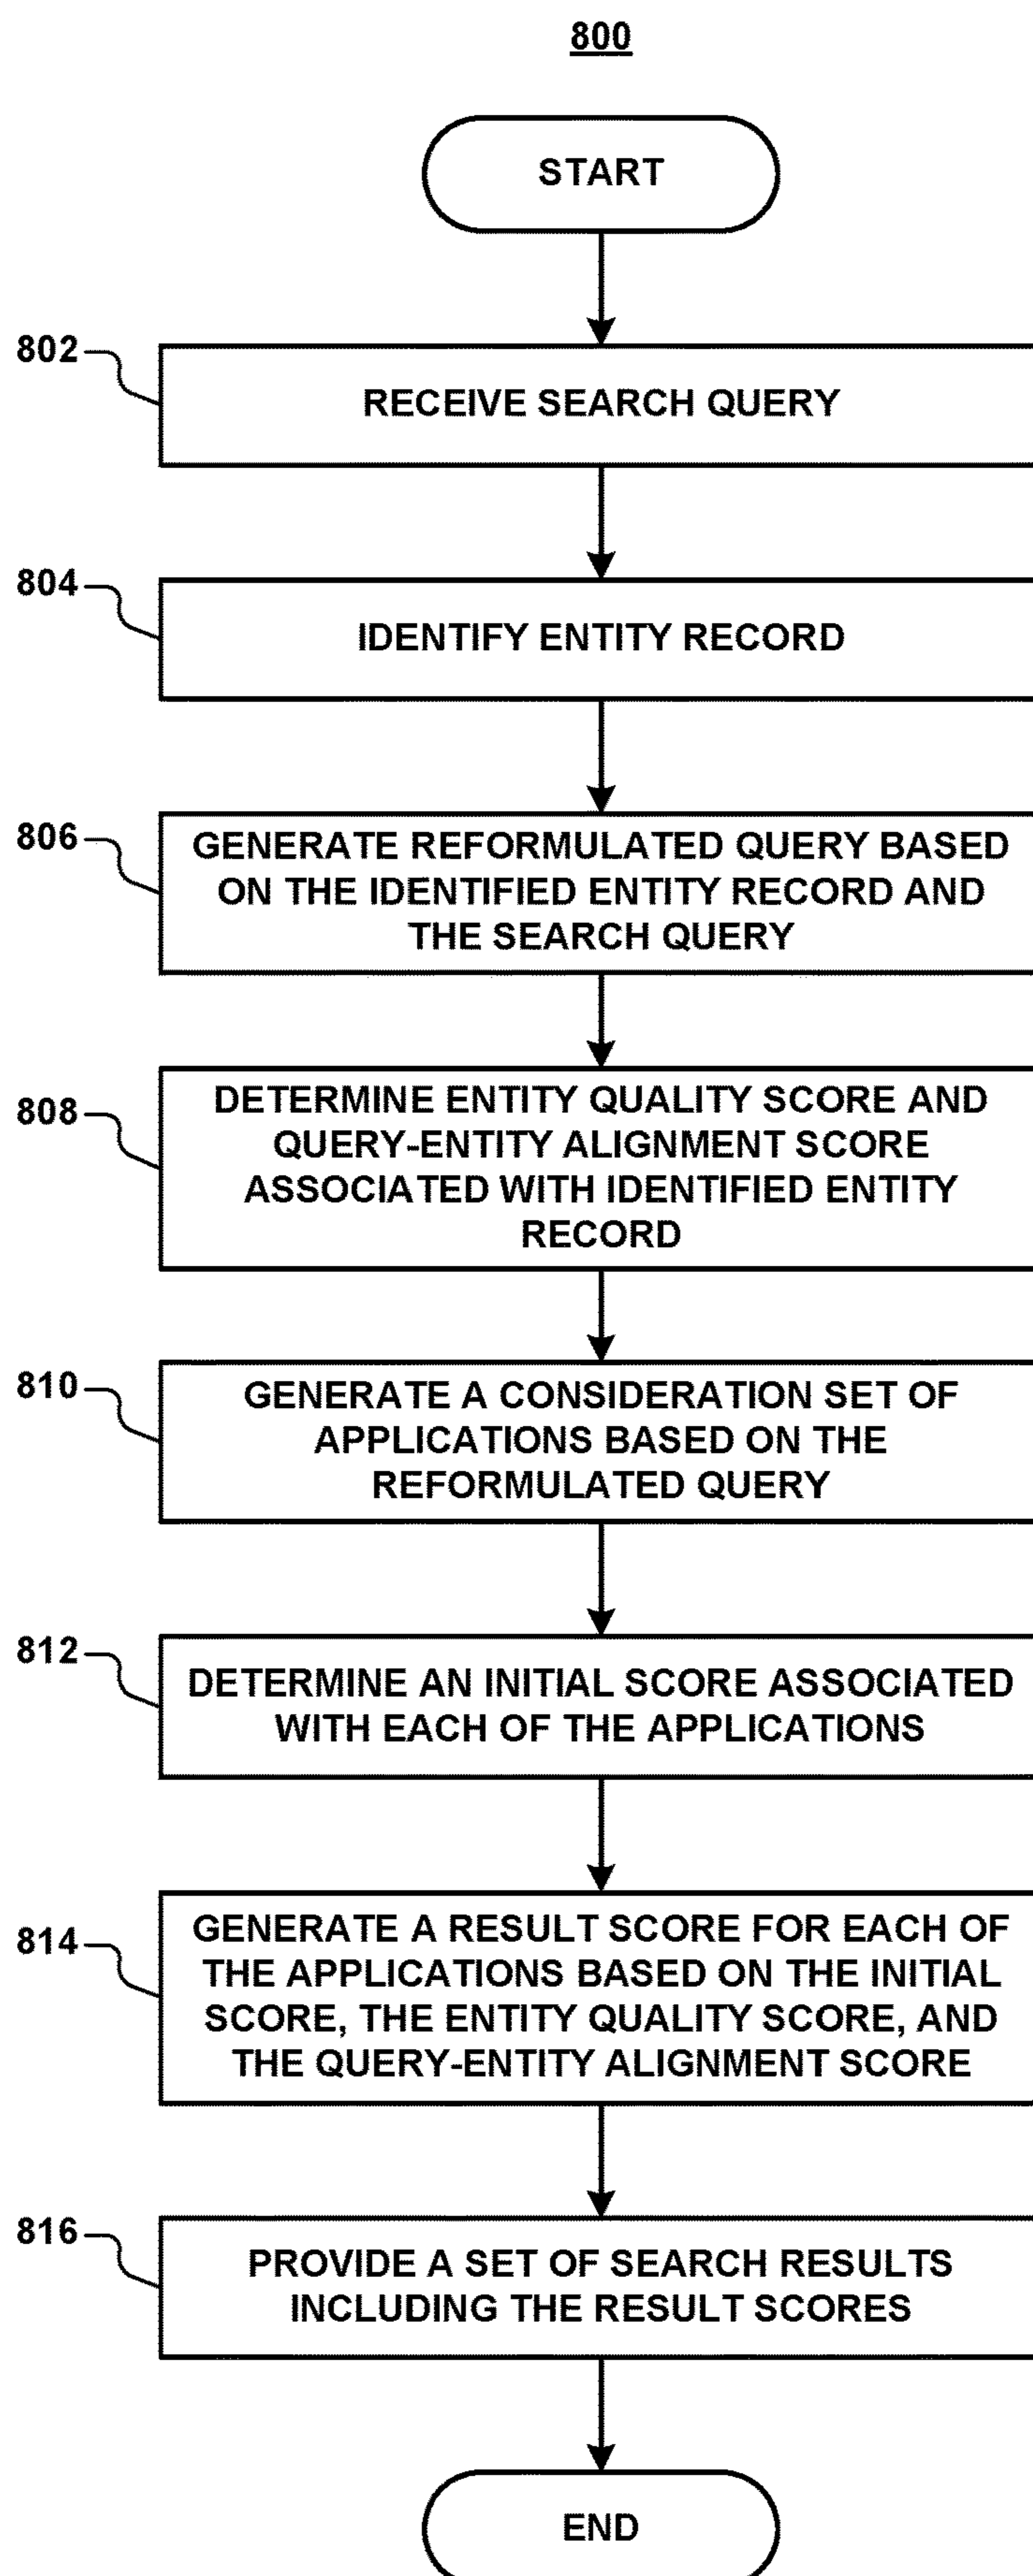 800
START
802
RECEIVE SEARCH QUERY
804
IDENTIFY ENTITY RECORD
806
GENERATE REFORMULATED QUERY BASED
ON THE IDENTIFIED ENTITY RECORD AND
THE SEARCH QUERY
808
DETERMINE ENTITY QUALITY SCORE AND
QUERY-ENTITY ALIGNMENT SCORE
ASSOCIATED WITH IDENTIFIED ENTITY
RECORD
810
GENERATE A CONSIDERATION SET OF
APPLICATIONS BASED ON THE
REFORMULATED QUERY
812
DETERMINE AN INITIAL SCORE ASSOCIATED
WITH EACH OF THE APPLICATIONS
814
GENERATE A RESULT SCORE FOR EACH OF
THE APPLICATIONS BASED ON THE INITIAL
SCORE, THE ENTITY QUALITY SCORE, AND
THE QUERY-ENTITY ALIGNMENT SCORE
816
PROVIDE A SET OF SEARCH RESULTS
INCLUDING THE RESULT SCORES
END